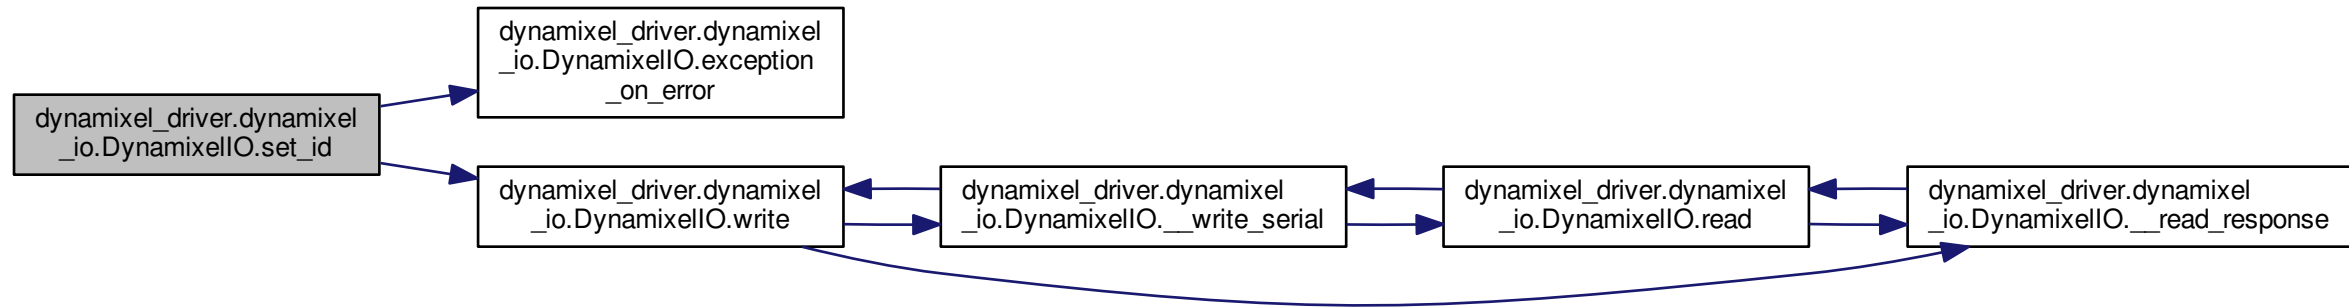 dynamixel_driver.dynamixel
_io.DynamixelIO.set_id
dynamixel_driver.dynamixel
_io.DynamixelIO.exception
_on_error
dynamixel_driver.dynamixel
_io.DynamixelIO.write
dynamixel_driver.dynamixel
_io.DynamixelIO.__write_serial
dynamixel_driver.dynamixel
_io.DynamixelIO.read
dynamixel_driver.dynamixel
_io.DynamixelIO.__read_response